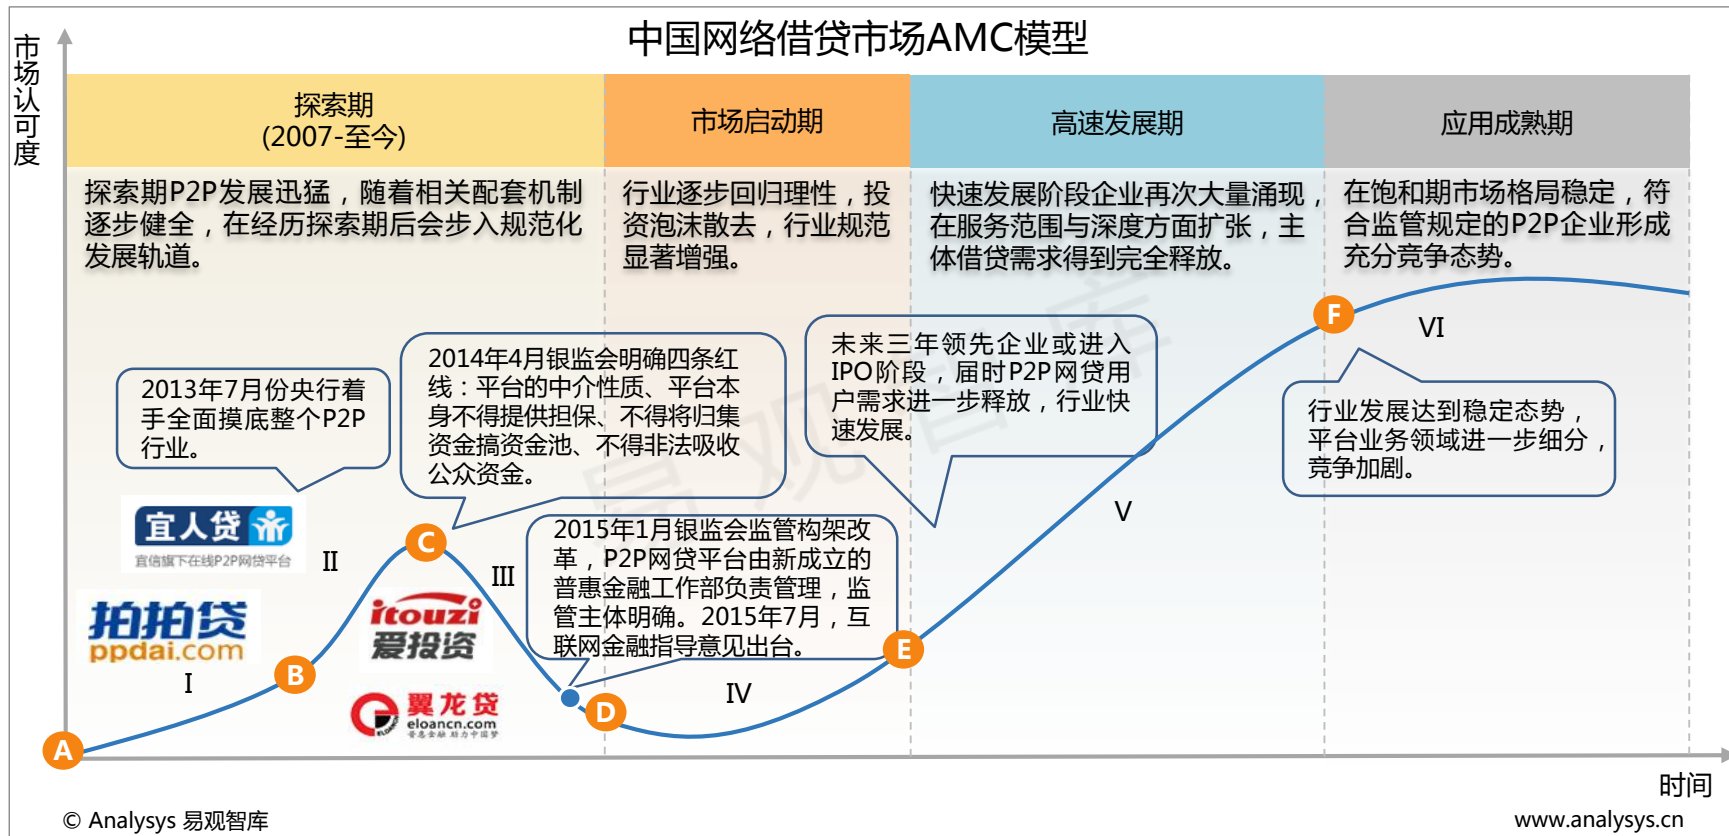 中国网络借贷市场AMC模型
市场认可度
探索期
(2007-至今)
市场启动期
高速发展期
应用成熟期
探索期P2P发展迅猛，随着相关配套机制
逐步健全，在经历探索期后会步入规范化
发展轨道。
行业逐步回归理性，投
资泡沫散去，行业规范
显著增强。
快速发展阶段企业再次大量涌现，
在服务范围与深度方面扩张，主
体借贷需求得到完全释放。
在饱和期市场格局稳定，符
合监管规定的P2P企业形成
充分竞争态势。
2013年7月份央行着
手全面摸底整个P2P
行业。
2014年4月银监会明确四条红
线：平台的中介性质、平台本
身不得提供担保、不得将归集
资金搞资金池、不得非法吸收
公众资金。
未来三年领先企业或进入
IPO阶段，届时P2P网贷用
户需求进一步释放，行业快
速发展。
行业发展达到稳定态势，
平台业务领域进一步细分，
竞争加剧。
2015年1月银监会监管构架改
革，P2P网贷平台由新成立的
普惠金融工作部负责管理，监
管主体明确。2015年7月，互
联网金融指导意见出台。
宜人贷
宜信旗下在线P2P网贷平台
拍拍贷
ppdai.com
itouzi
爱投资
翼龙贷
eloancn.com
普惠金融 助力中国梦
ELOANCN
A
B
C
D
E
F
I
II
III
IV
V
VI
易观智库
时间
© Analysys 易观智库
www.analysys.cn